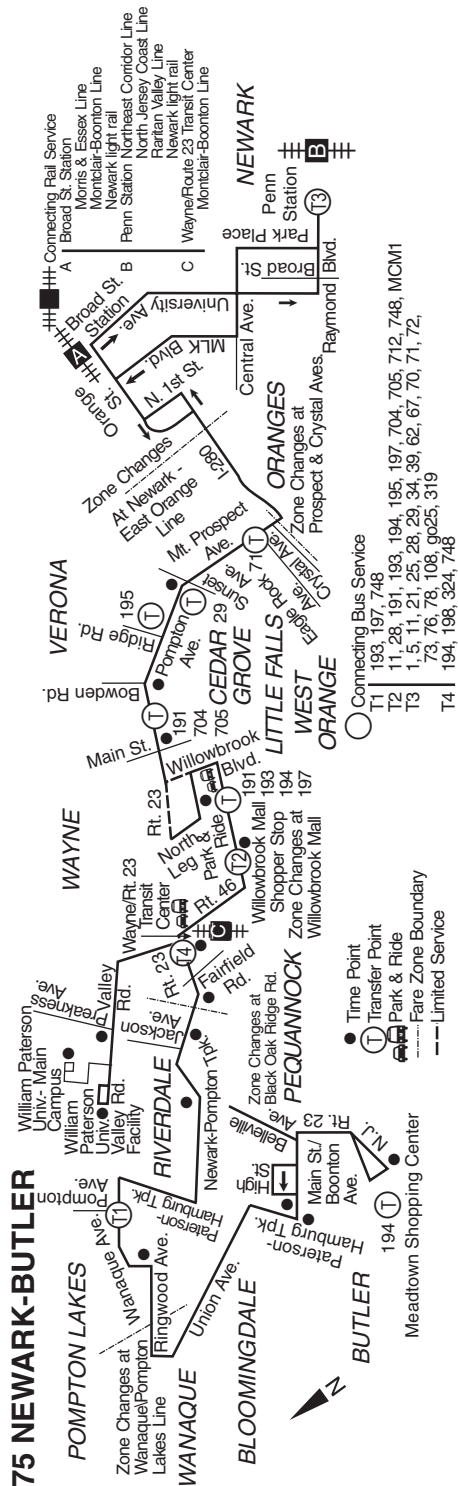 75 NEWARK-BUTLER
POMPTON LAKES
Zone Changes at
Wanaque\Pompton
Lakes Line
WANAQUE
BLOOMINGDALE
BUTLER
N
Wanaque Ave.
Ringwood Ave.
T1
Pompton
Ave.
Paterson-
Hamburg Tpk.
Union Ave.
High
St.
Main St./
Boonton
Ave.
Paterson-
Hamburg Tpk.
Belleville
Ave.
Rt. 23
N.J.
194 T
Meadtown Shopping Center
William Paterson
Univ.- Main
Campus
William
Paterson
Univ.
Valley Rd.
Facility
Preakness
Ave.
Valley
Rd.
RIVERDALE
Newark-Pompton Tpk.
Jackson
Ave.
Rt. 23
Fairfield
Rd.
Zone Changes at
Black Oak Ridge Rd.
PEQUANNOCK
WAYNE
Wayne/Rt. 23
Transit
Center
T4
C
Rt. 46
T2
Willowbrook Mall
Shopper Stop
Zone Changes at
Willowbrook Mall
North
Leg
Park &
Ride
T
191
193
194
197
Willowbrook
Blvd.
Rt. 23
Main St.
T
191
704
705
Bowden Rd.
VERONA
Ridge Rd.
195
T
Pompton
Ave.
CEDAR
GROVE
T
29
Sunset
LITTLE FALLS
WEST
ORANGE
Mt. Prospect
Ave.
T
71
Eagle Rock Ave.
Crystal Ave.
ORANGES
Zone Changes at
Prospect & Crystal Aves.
I-280
Zone Changes
At Newark -
East Orange
Line
N. 1st St.
Orange
St.
A
Broad St.
Station
MLK Blvd.
University
Ave.
Central Ave.
Broad St.
Park Place
Raymond Blvd.
NEWARK
Penn
Station
T3
B
Connecting Rail Service
A Broad St. Station
Morris & Essex Line
Montclair-Boonton Line
Newark light rail
B Penn Station Northeast Corridor Line
North Jersey Coast Line
Raritan Valley Line
Newark light rail
C Wayne/Route 23 Transit Center
Montclair-Boonton Line
Time Point
T Transfer Point
Park & Ride
Fare Zone Boundary
Limited Service
Connecting Bus Service
T1 193, 197, 748
T2 11, 28, 191, 193, 194, 195, 197, 704, 705, 712, 748, MCM1
T3 1, 5, 11, 21, 25, 28, 29, 34, 39, 62, 67, 70, 71, 72,
73, 76, 78, 108, go25, 319
T4 194, 198, 324, 748